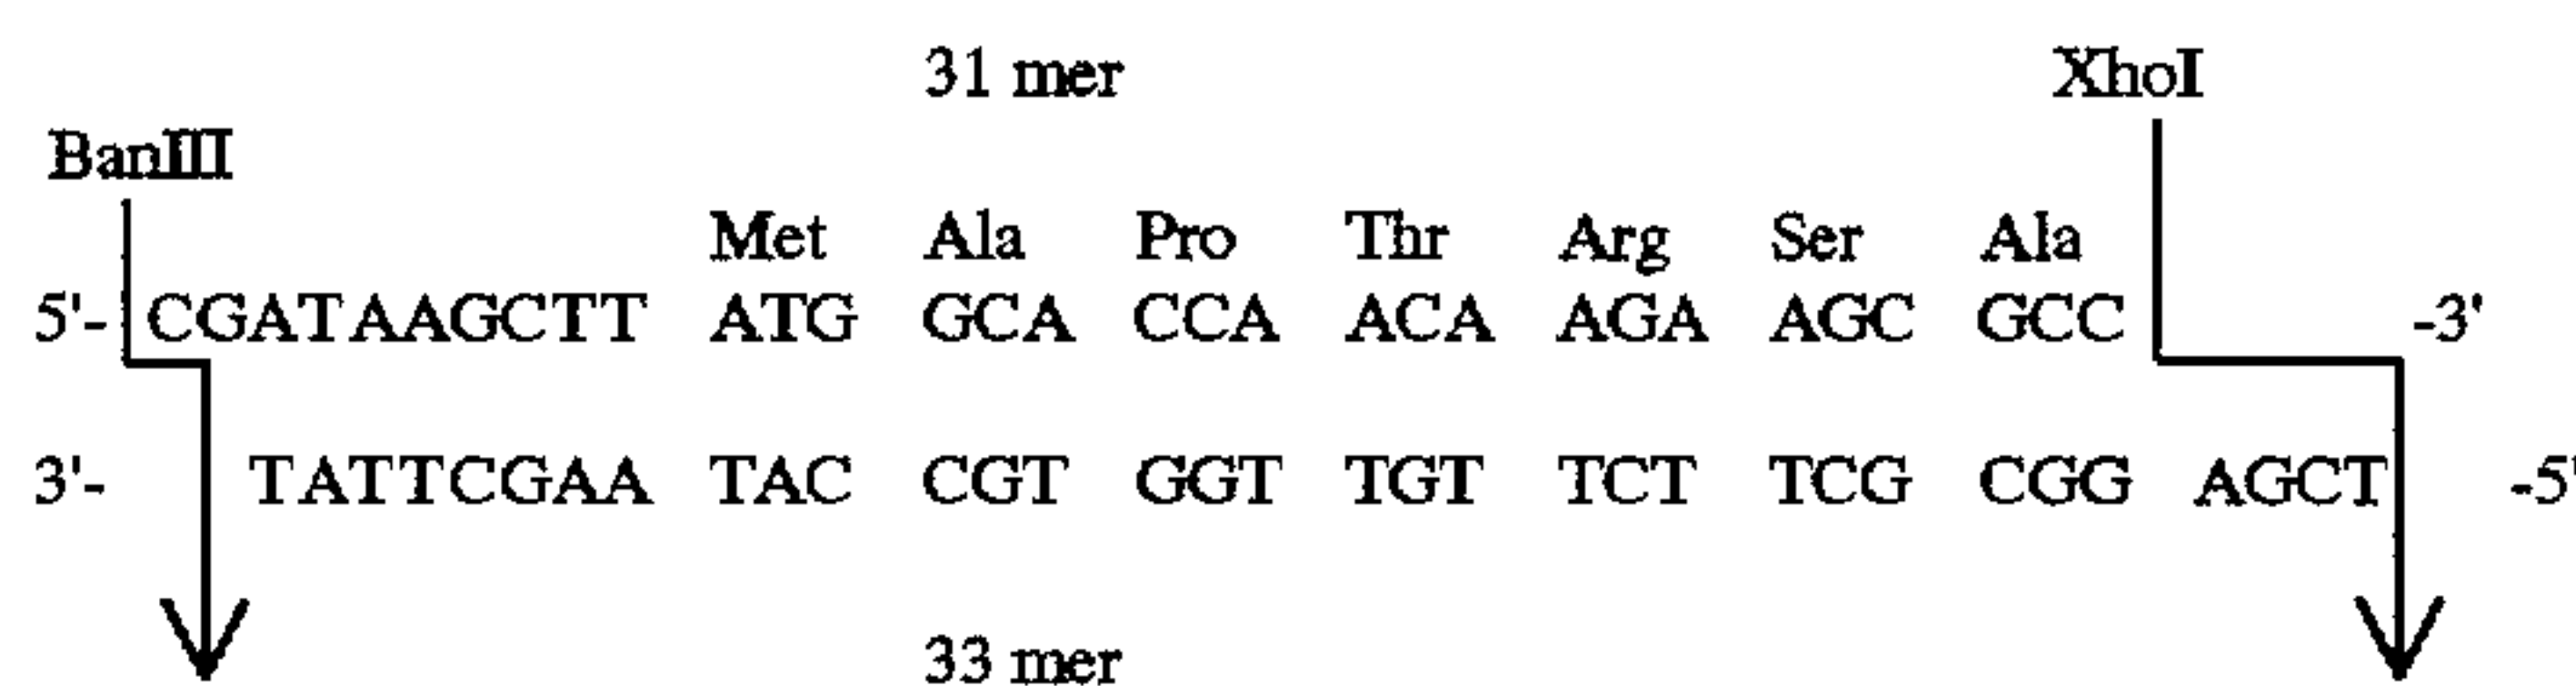 31 mer XhoI
BanIII
Met Ala Pro Thr Arg Ser Ala
5'- CGATAAGCTT ATG GCA CCA ACA AGA AGC GCC -3'
3'- TATTCGAA TAC CGT GGT TGT TCT TCG CGG AGCT -5'
33 mer